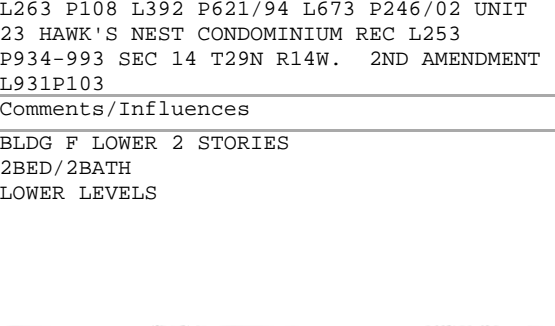 L263 P108 L392 P621/94 L673 P246/02 UNIT
23 HAWK'S NEST CONDOMINIUM REC L253
P934-993 SEC 14 T29N R14W.  2ND AMENDMENT
L931P103
Comments/Influences
BLDG F LOWER 2 STORIES
2BED/2BATH
LOWER LEVELS